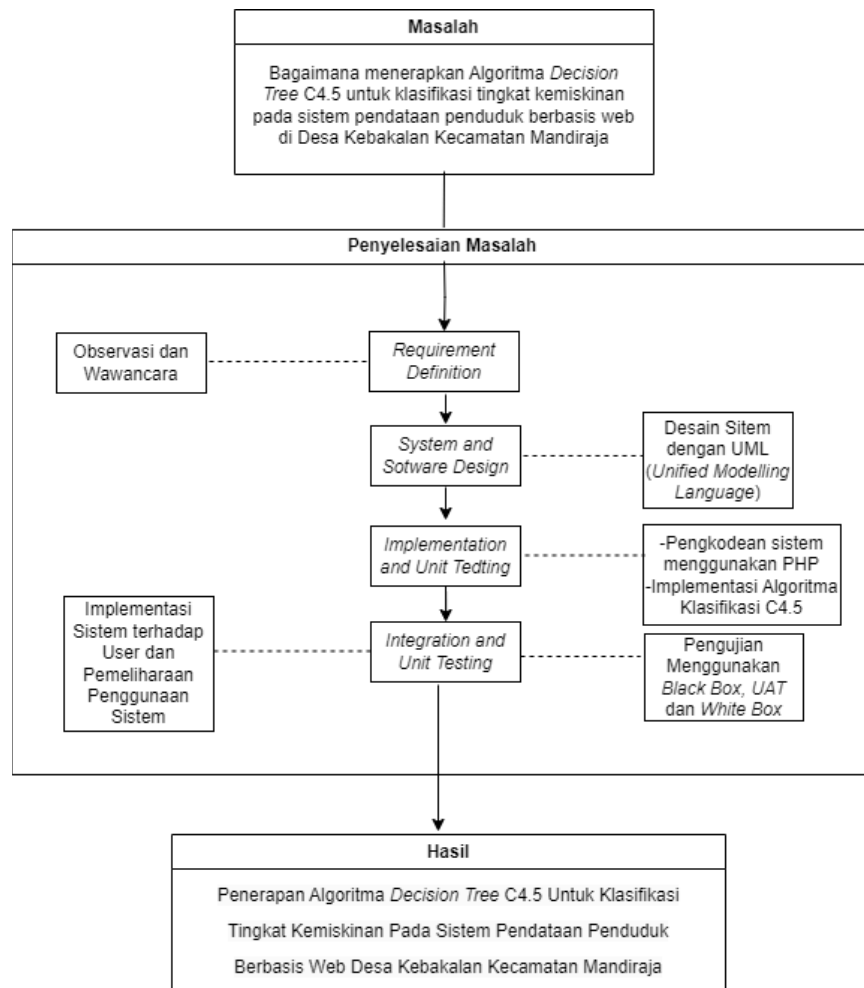 Masalah
Bagaimana menerapkan Algoritma Decision
Tree C4.5 untuk klasifikasi tingkat kemiskinan
pada sistem pendataan penduduk berbasis web
di Desa Kebakalan Kecamatan Mandiraja
Penyelesaian Masalah
Observasi dan
Wawancara
Requirement
Definition
System and
Sotware Design
Desain Sitem
dengan UML
(Unified Modelling
Language)
Implementation
and Unit Tedting
-Pengkodean sistem
menggunakan PHP
-Implementasi Algoritma
Klasifikasi C4.5
Implementasi
Sistem terhadap
User dan
Pemeliharaan
Penggunaan
Sistem
Integration and
Unit Testing
Pengujian
Menggunakan
Black Box, UAT
dan White Box
Hasil
Penerapan Algoritma Decision Tree C4.5 Untuk Klasifikasi
Tingkat Kemiskinan Pada Sistem Pendataan Penduduk
Berbasis Web Desa Kebakalan Kecamatan Mandiraja